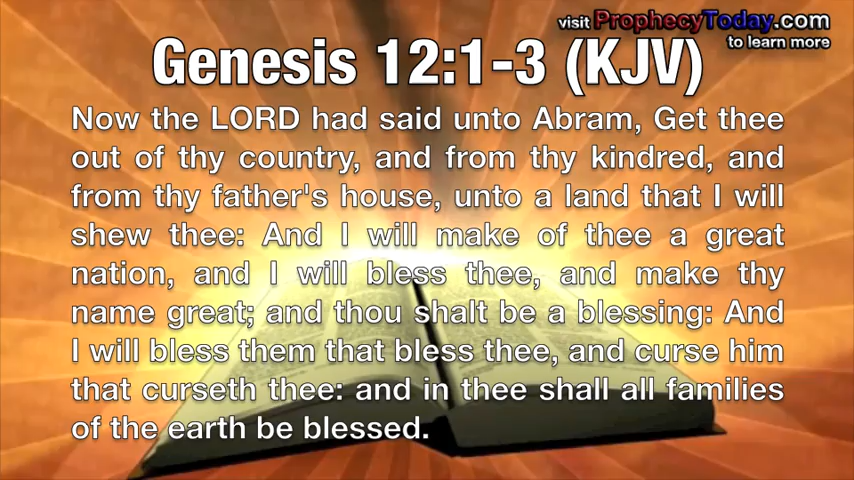 visit ProphecyToday.com
to learn more
Genesis 12:1-3 (KJV)
Now the LORD had said unto Abram, Get thee
out of thy country, and from thy kindred, and
from thy father's house, unto a land that I will
shew thee: And I will make of thee a great
nation, and I will bless thee, and make thy
name great; and thou shalt be a blessing: And
I will bless them that bless thee, and curse him
that curseth thee: and in thee shall all families
of the earth be blessed.